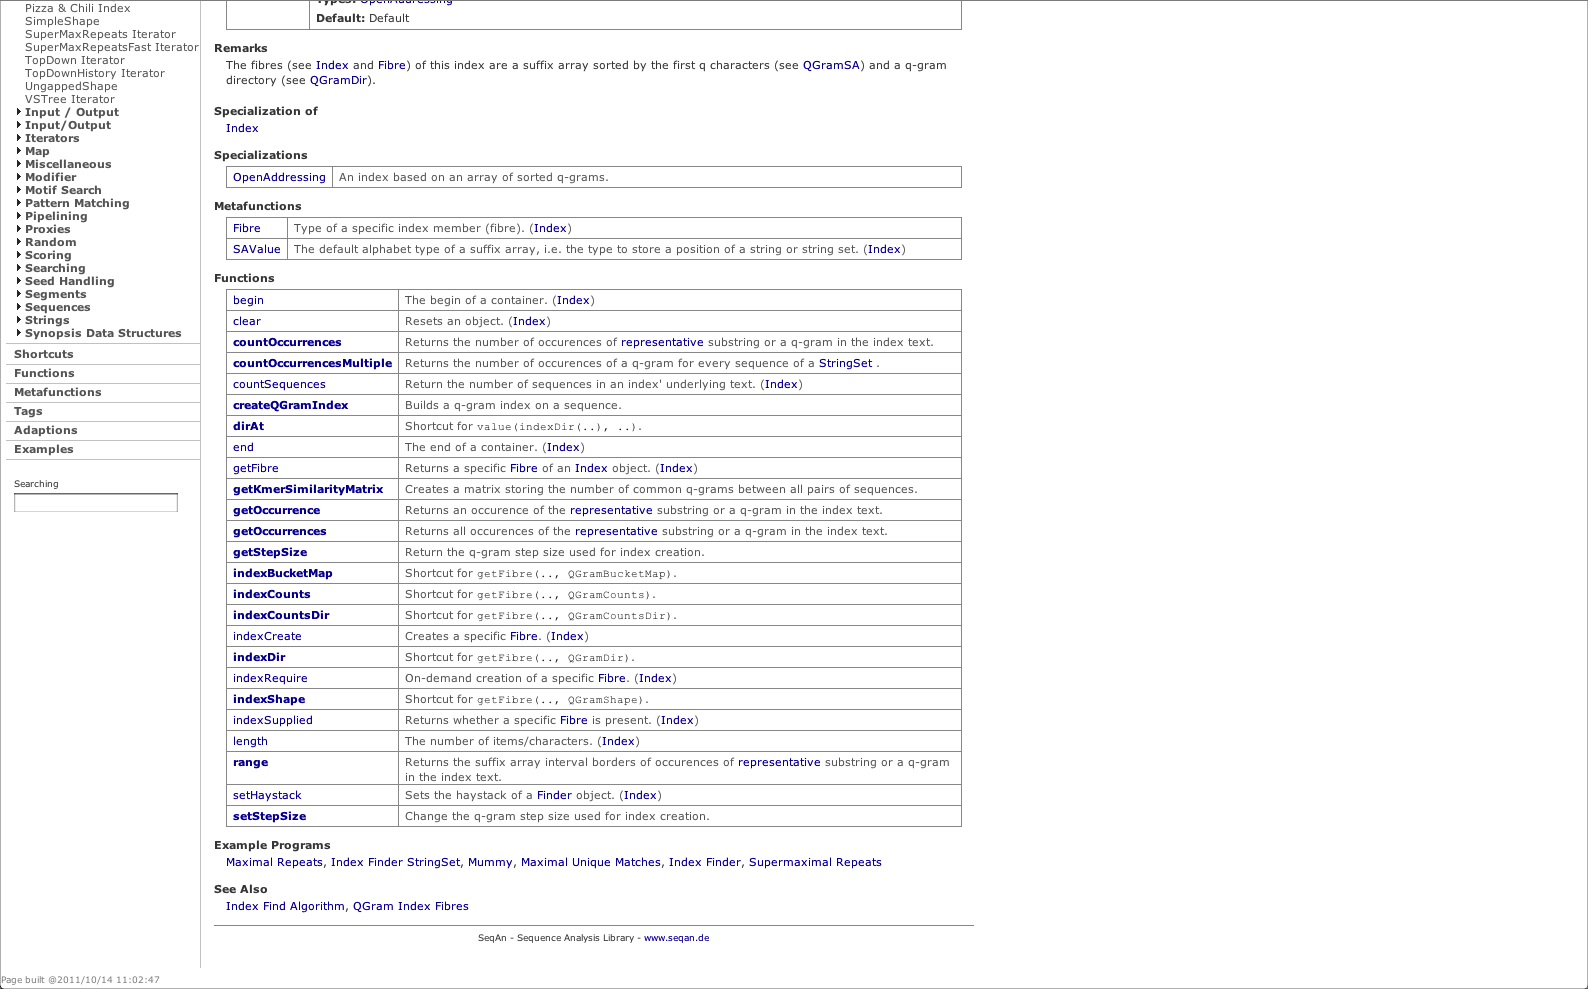 Pizza & Chili Index
SimpleShape
SuperMaxRepeats Iterator
SuperMaxRepeatsFast Iterator
TopDown Iterator
TopDownHistory Iterator
UngappedShape
VSTree Iterator
Input / Output
Input/Output
Iterators
Map
Miscellaneous
Modifier
Motif Search
Pattern Matching
Pipelining
Proxies
Random
Scoring
Searching
Seed Handling
Segments
Sequences
Strings
Synopsis Data Structures
Shortcuts
Functions
Metafunctions
Tags
Adaptions
Examples
Searching
Types: OpenAddressing
Default: Default
Remarks
The fibres (see Index and Fibre) of this index are a suffix array sorted by the first q characters (see QGramSA) and a q-gram
directory (see QGramDir).
Specialization of
Index
Specializations
OpenAddressing An index based on an array of sorted q-grams.
Metafunctions
Fibre Type of a specific index member (fibre). (Index)
SAValue The default alphabet type of a suffix array, i.e. the type to store a position of a string or string set. (Index)
Functions
begin The begin of a container. (Index)
clear Resets an object. (Index)
countOccurrences Returns the number of occurences of representative substring or a q-gram in the index text.
countOccurrencesMultiple Returns the number of occurences of a q-gram for every sequence of a StringSet .
countSequences Return the number of sequences in an index' underlying text. (Index)
createQGramIndex Builds a q-gram index on a sequence.
dirAt Shortcut for value(indexDir(..), ..).
end The end of a container. (Index)
getFibre Returns a specific Fibre of an Index object. (Index)
getKmerSimilarityMatrix Creates a matrix storing the number of common q-grams between all pairs of sequences.
getOccurrence Returns an occurence of the representative substring or a q-gram in the index text.
getOccurrences Returns all occurences of the representative substring or a q-gram in the index text.
getStepSize Return the q-gram step size used for index creation.
indexBucketMap Shortcut for getFibre(.., QGramBucketMap).
indexCounts Shortcut for getFibre(.., QGramCounts).
indexCountsDir Shortcut for getFibre(.., QGramCountsDir).
indexCreate Creates a specific Fibre. (Index)
indexDir Shortcut for getFibre(.., QGramDir).
indexRequire On-demand creation of a specific Fibre. (Index)
indexShape Shortcut for getFibre(.., QGramShape).
indexSupplied Returns whether a specific Fibre is present. (Index)
length The number of items/characters. (Index)
range Returns the suffix array interval borders of occurences of representative substring or a q-gram
in the index text.
setHaystack Sets the haystack of a Finder object. (Index)
setStepSize Change the q-gram step size used for index creation.
Example Programs
Maximal Repeats, Index Finder StringSet, Mummy, Maximal Unique Matches, Index Finder, Supermaximal Repeats
See Also
Index Find Algorithm, QGram Index Fibres
SeqAn - Sequence Analysis Library - www.seqan.de
Page built @2011/10/14 11:02:47